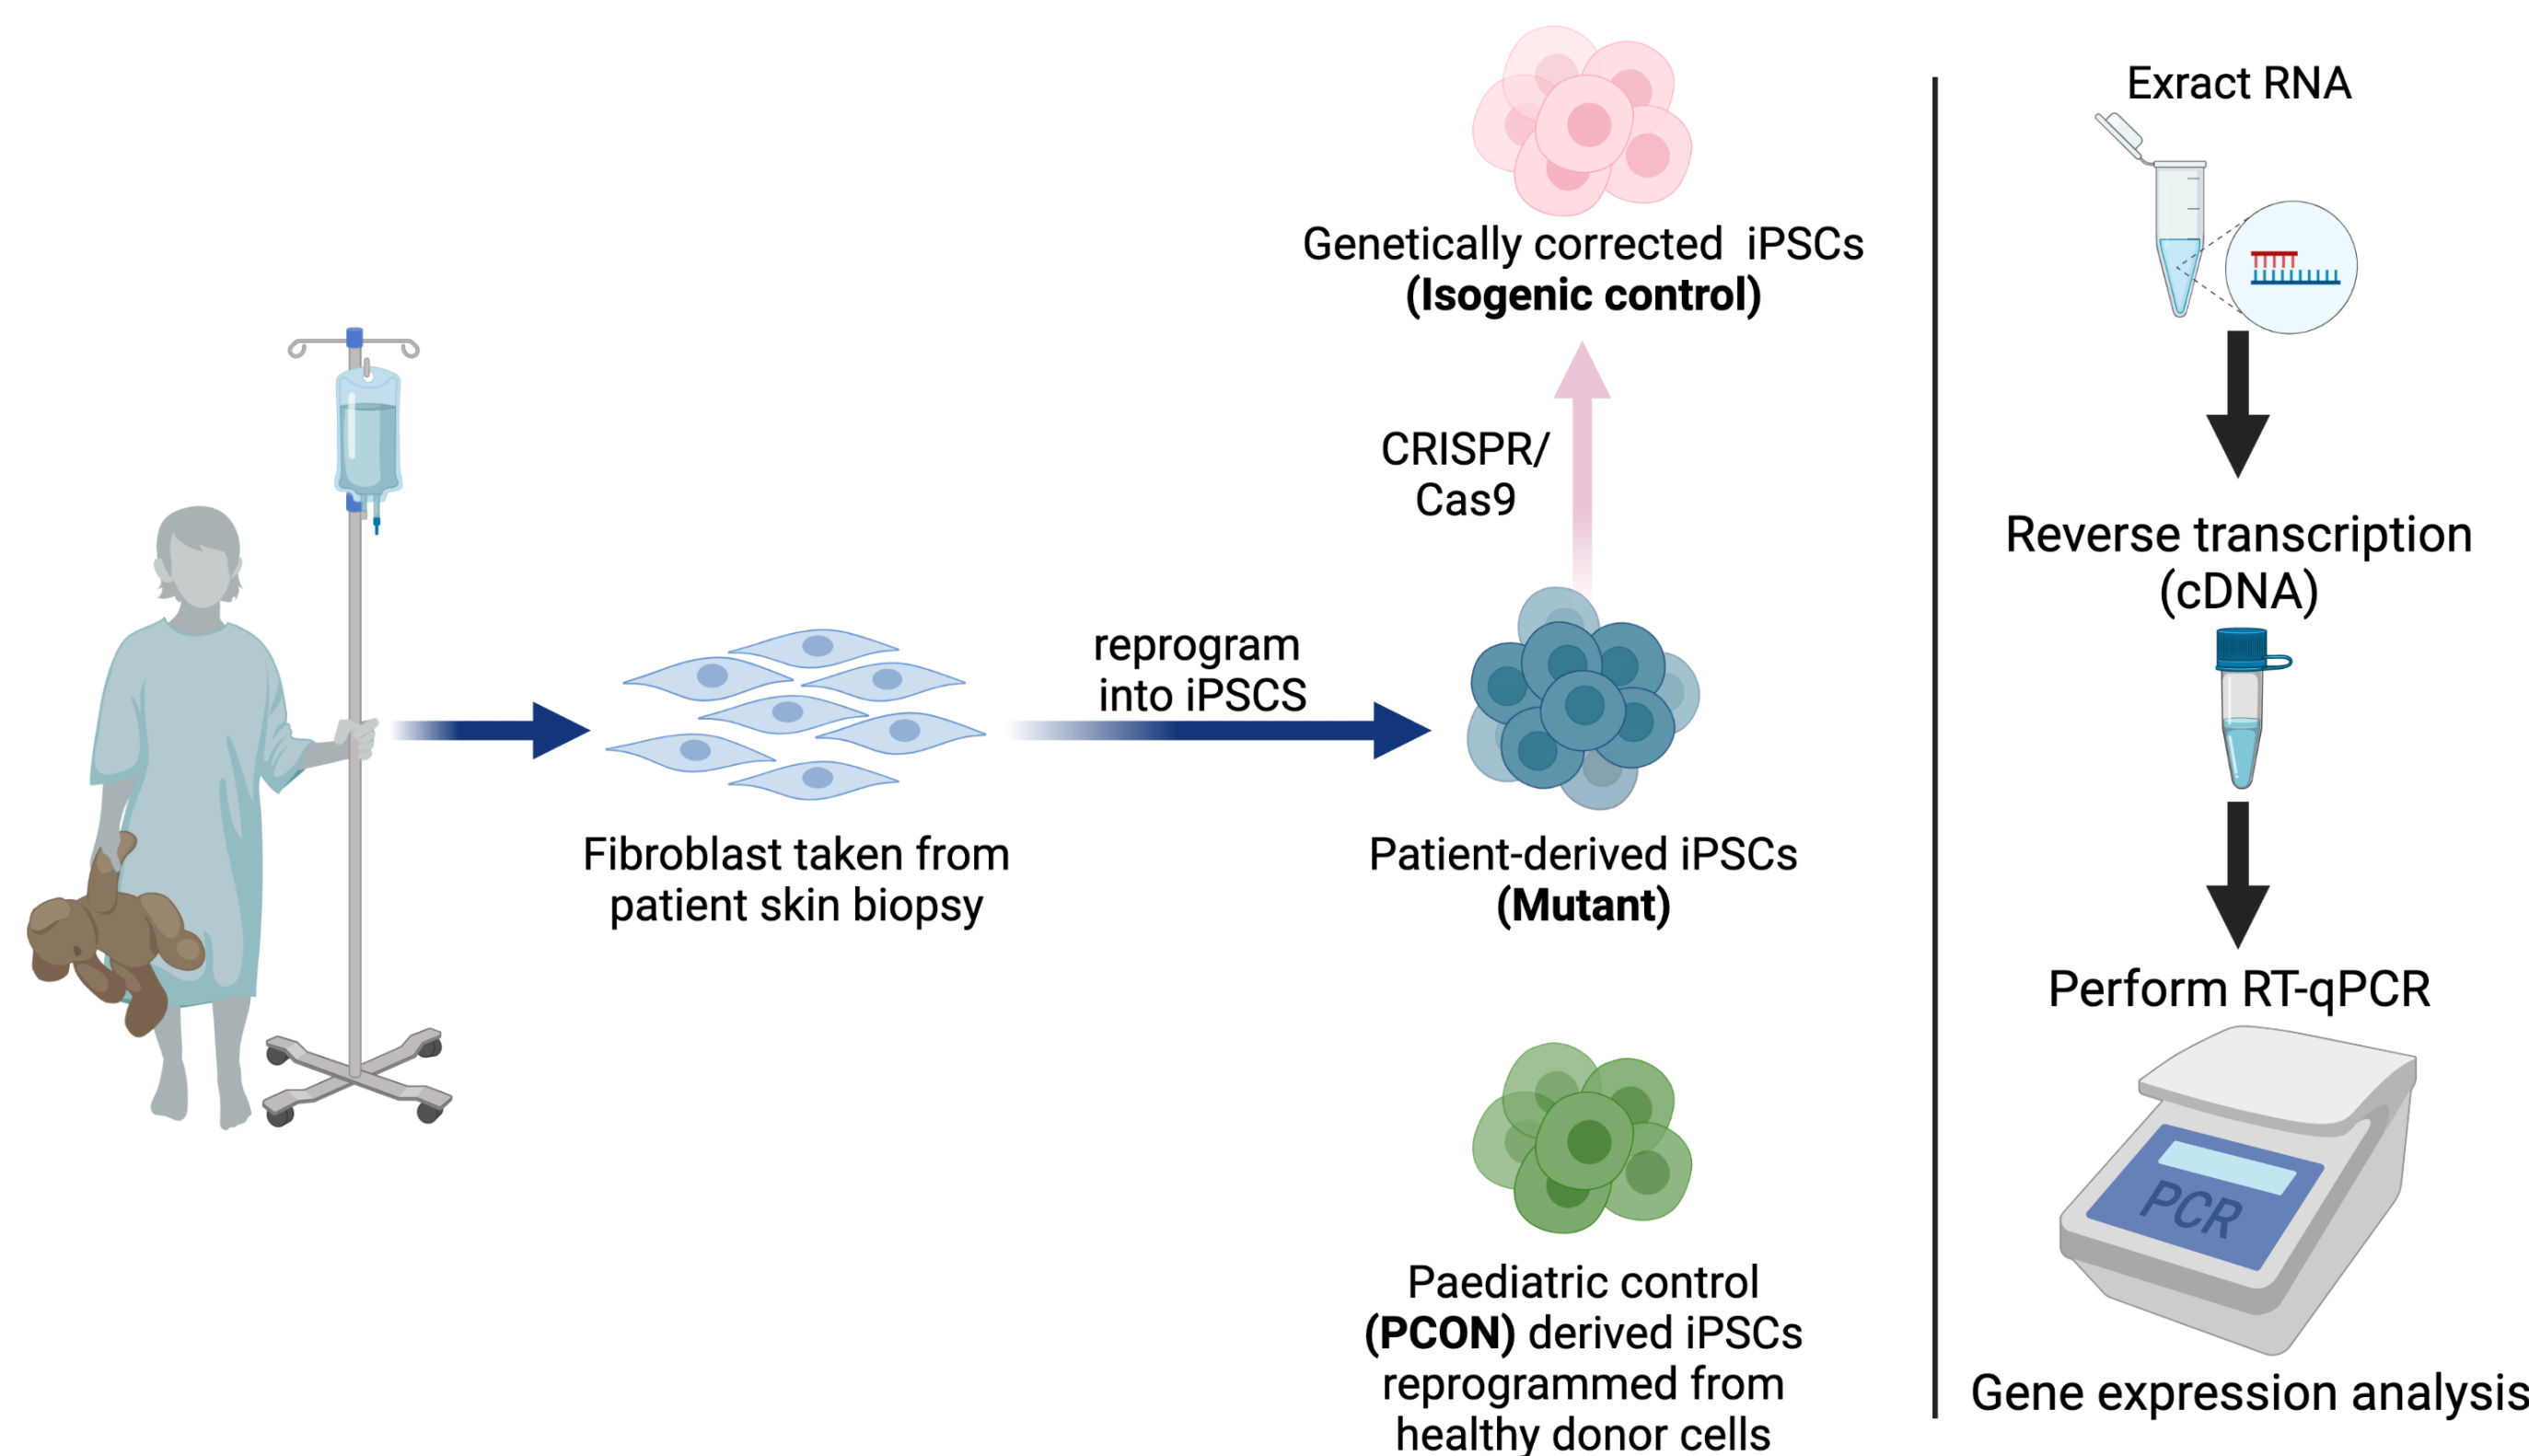 Genetically corrected iPSCs
(Isogenic control)
CRISPR/
Cas9
reprogram
into iPSCS
Fibroblast taken from
patient skin biopsy
Patient-derived iPSCs
(Mutant)
Paediatric control
(PCON) derived iPSCs
reprogrammed from
healthy donor cells
Exract RNA
Reverse transcription
(cDNA)
Perform RT-qPCR
PCR
Gene expression analysis